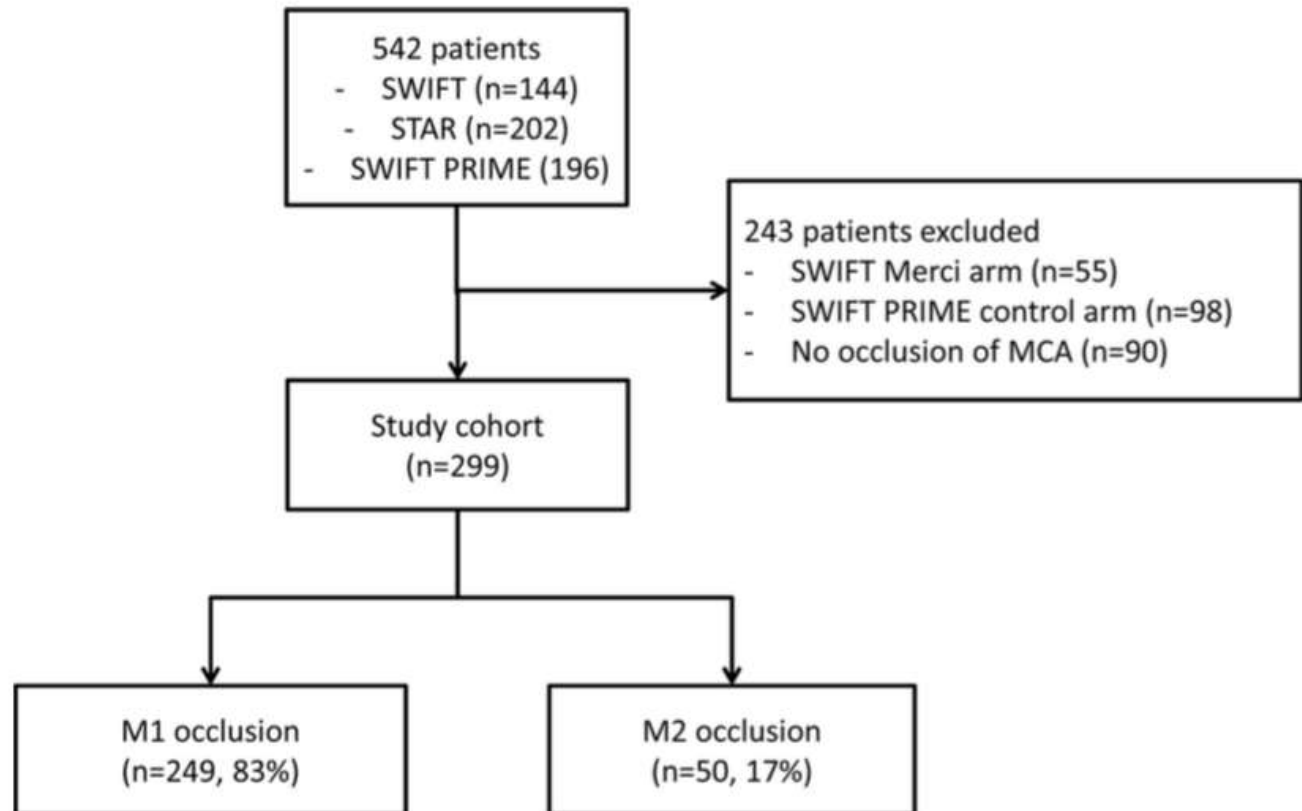 542 patients
- SWIFT (n=144)
- STAR (n=202)
- SWIFT PRIME (196)
243 patients excluded
- SWIFT Merci arm (n=55)
- SWIFT PRIME control arm (n=98)
- No occlusion of MCA (n=90)
Study cohort
(n=299)
M1 occlusion
(n=249, 83%)
M2 occlusion
(n=50, 17%)